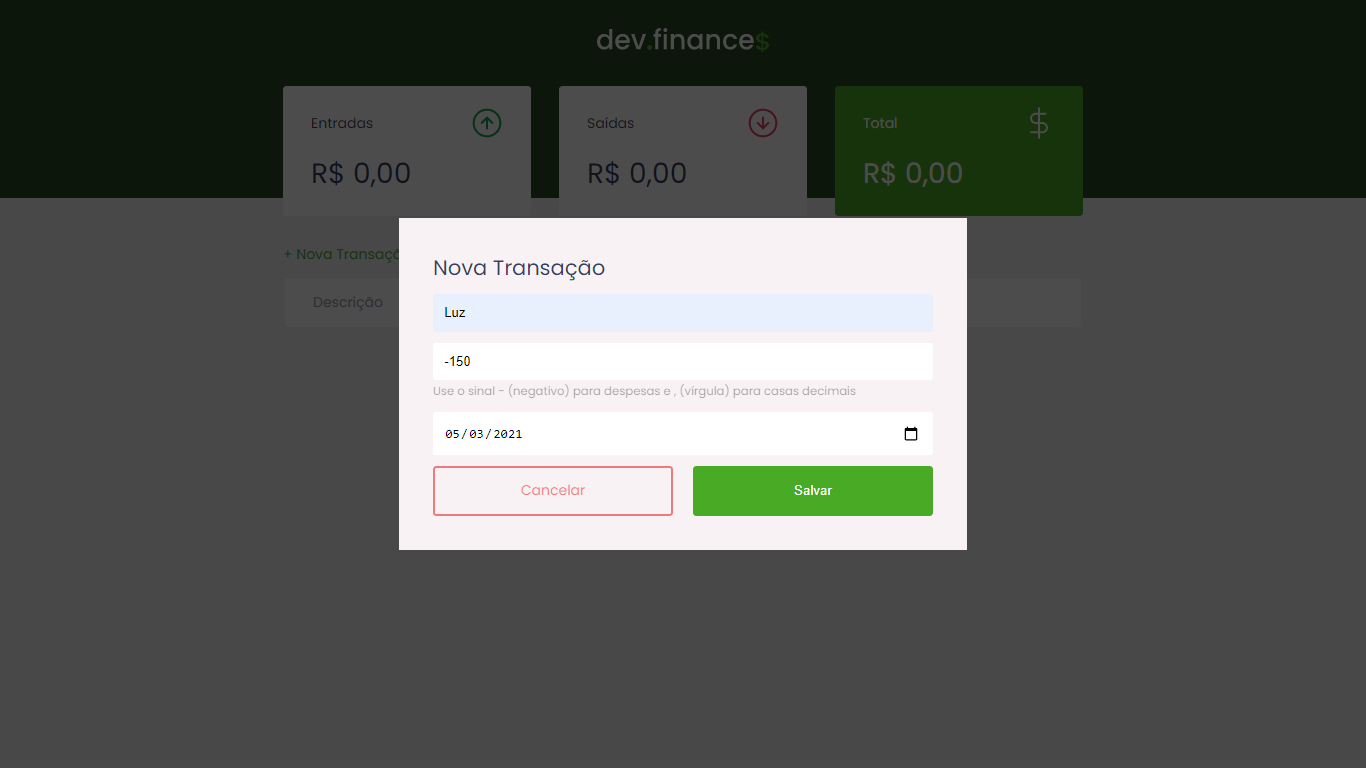 dev.finance$
Entradas
Saídas
Total
$
R$ 0,00
R$ 0,00
R$ 0,00
+ Nova Transaçã
Descrição
Nova Transação
Luz
-150
Use o sinal - (negativo) para despesas e , (vírgula) para casas decimais
05/03/2021
Cancelar
Salvar